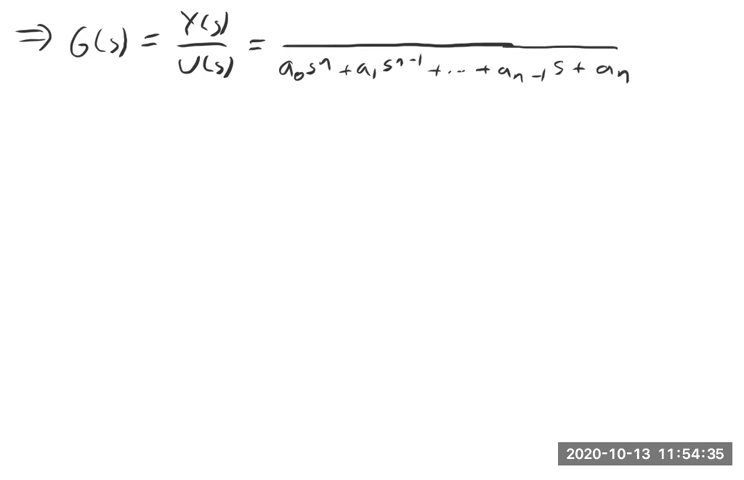 ⇒ G(s) = Y(s)/U(s) = /(a₀sⁿ + a₁sⁿ⁻¹ + ... + aₙ₋₁s + aₙ)
2020-10-13 11:54:35